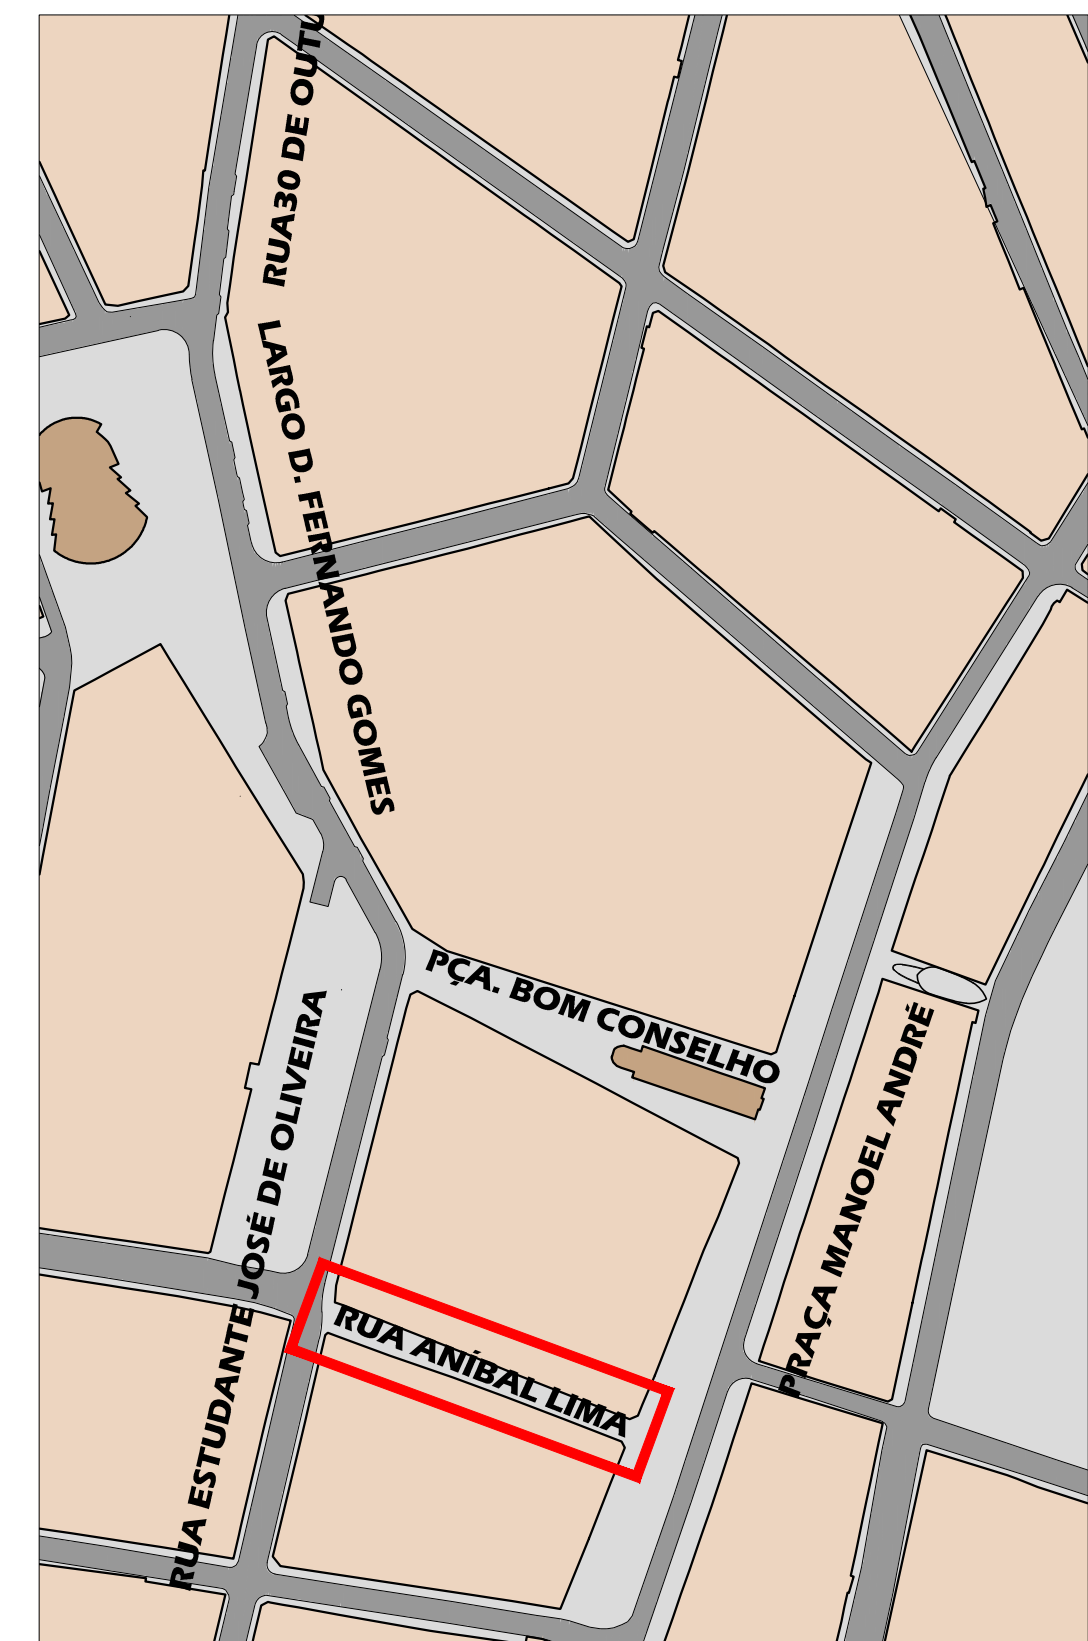 RUA30 DE OUTU
LARGO D. FERNANDO GOMES
PÇA. BOM CONSELHO
RUA ESTUDANTE JOSÉ DE OLIVEIRA
PRAÇA MANOEL ANDRÉ
RUA ANÍBAL LIMA